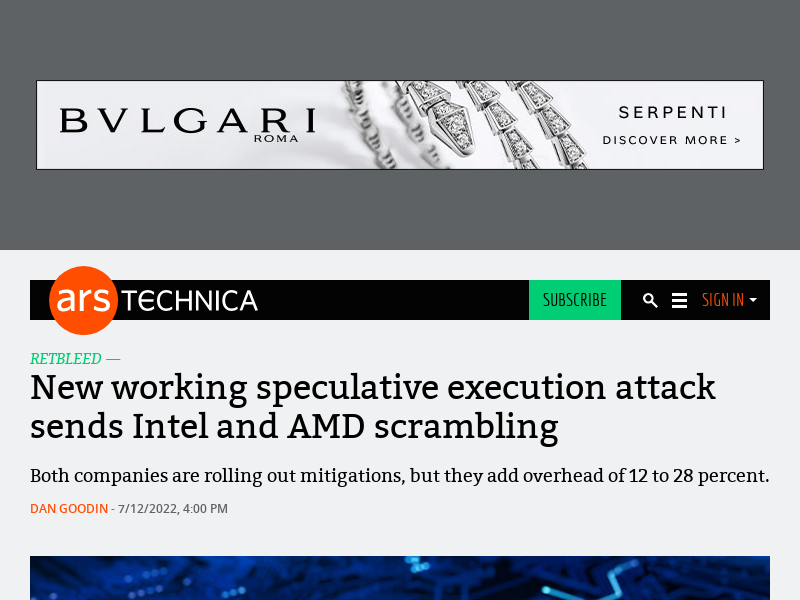 BVLGARI
ROMA
SERPENTI
DISCOVER MORE >
ars TECHNICA
SUBSCRIBE
SIGN IN
RETBLEED —
New working speculative execution attack
sends Intel and AMD scrambling
Both companies are rolling out mitigations, but they add overhead of 12 to 28 percent.
DAN GOODIN - 7/12/2022, 4:00 PM